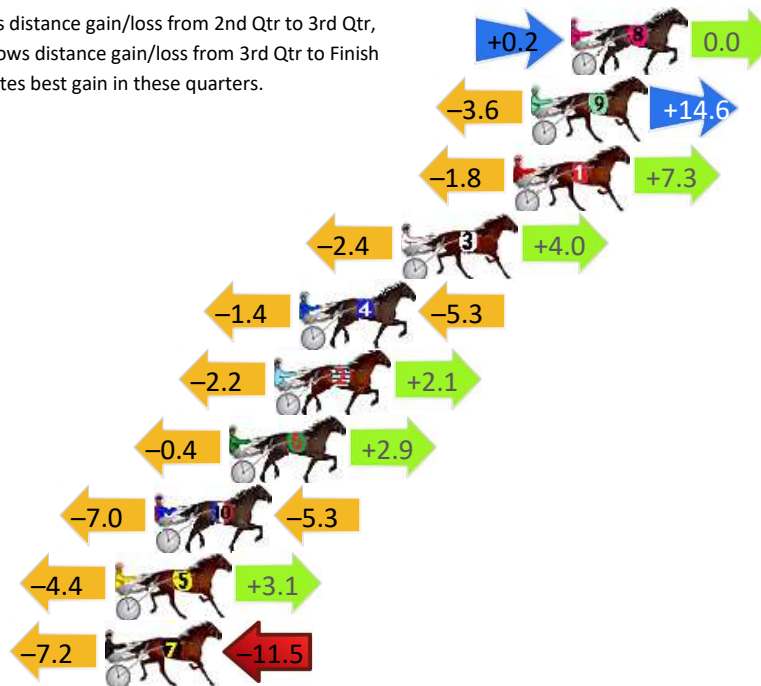 s distance gain/loss from 2nd Qtr to 3rd Qtr,
ows distance gain/loss from 3rd Qtr to Finish
tes best gain in these quarters.
+0.2 8 0.0
−3.6 9 +14.6
−1.8 1 +7.3
−2.4 3 +4.0
−1.4 4 −5.3
−2.2 2 +2.1
−0.4 +2.9
−7.0 10 −5.3
−4.4 5 +3.1
−7.2 7 −11.5